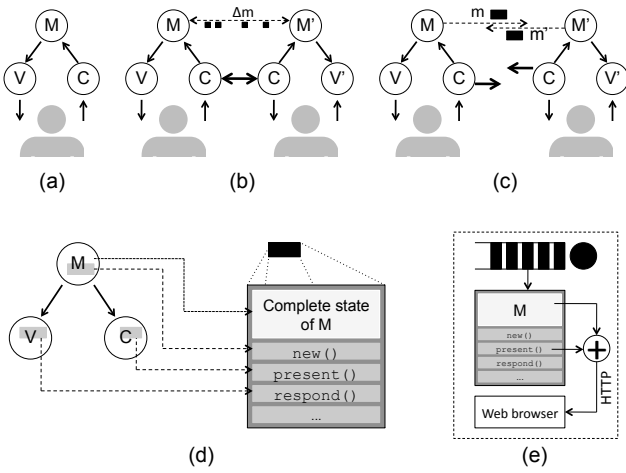 M
V
C
(a)
M
Δm
M'
V
C
C
V'
(b)
M
m
m'
M'
V
C
C
V'
(c)
M
V
C
Complete state
of M
new()
present()
respond()
...
(d)
M
new()
present()
respond()
...
+
HTTP
Web browser
(e)